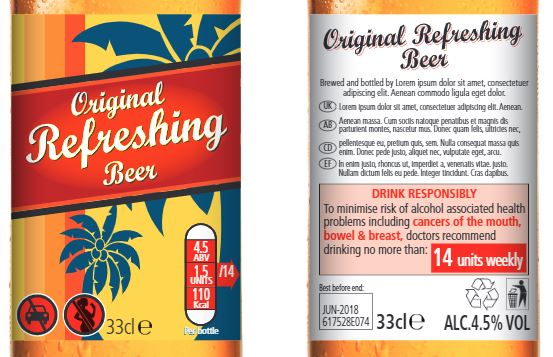 Original
Refreshing
Beer
4.5
ABV
1.5
UNITS
/14
110
Kcal
Per bottle
33cl e
Original Refreshing
Beer
Brewed and bottled by Lorem ipsum dolor sit amet, consectetuer
adipiscing elit. Aenean commodo ligula eget dolor.
UK Lorem ipsum dolor sit amet, consectetuer adipiscing elit. Aenean.
AB Aenean massa. Cum sociis natoque penatibus et magnis dis
parturient montes, nascetur mus. Donec quam felis, ultricies nec,
CD pellentesque eu, pretium quis, sem. Nulla consequat massa quis
enim. Donec pede justo, aliquet nec, vulputate eget, arcu.
EF In enim justo, rhoncus ut, imperdiet a, venenatis vitae. justo.
Nullam dictum felis eu pede. Integer tincidunt. Cras dapibus.
DRINK RESPONSIBLY
To minimise risk of alcohol associated health
problems including cancers of the mouth,
bowel & breast, doctors recommend
drinking no more than: 14 units weekly
Best before end:
JUN-2018
617528E074
33cl e
ALC.4.5% VOL